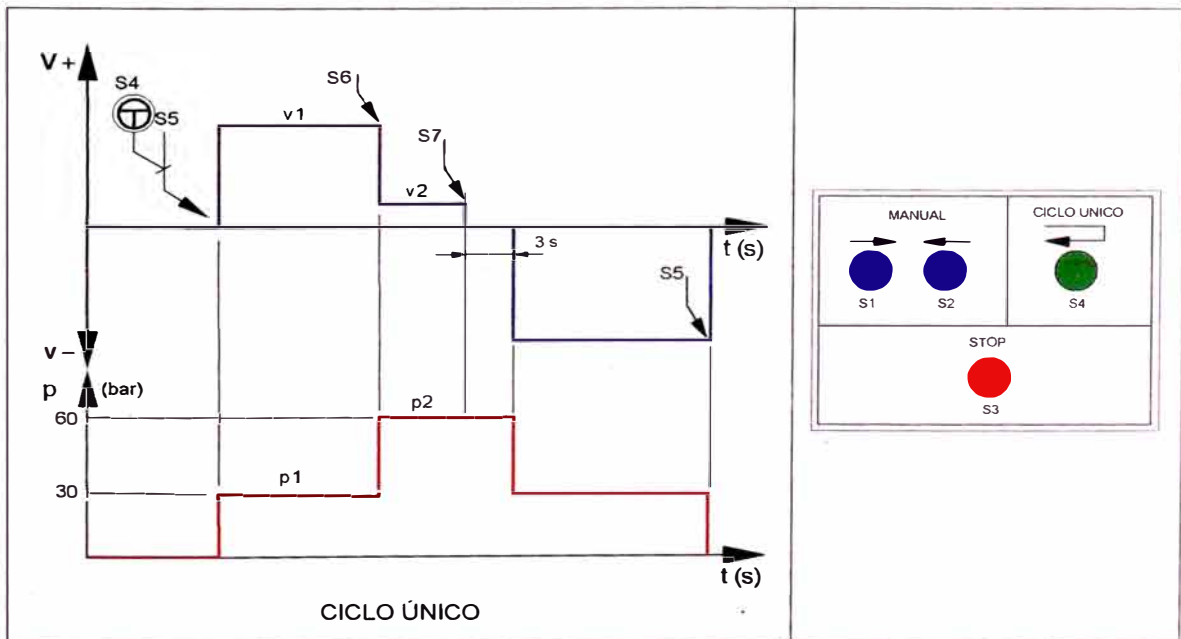 V +
S4
S5
v1
S6
S7
v2
3 s
t (s)
S5
v –
p (bar)
60
p2
30
p1
t (s)
CICLO ÚNICO
MANUAL
S1
S2
CICLO UNICO
S4
STOP
S3